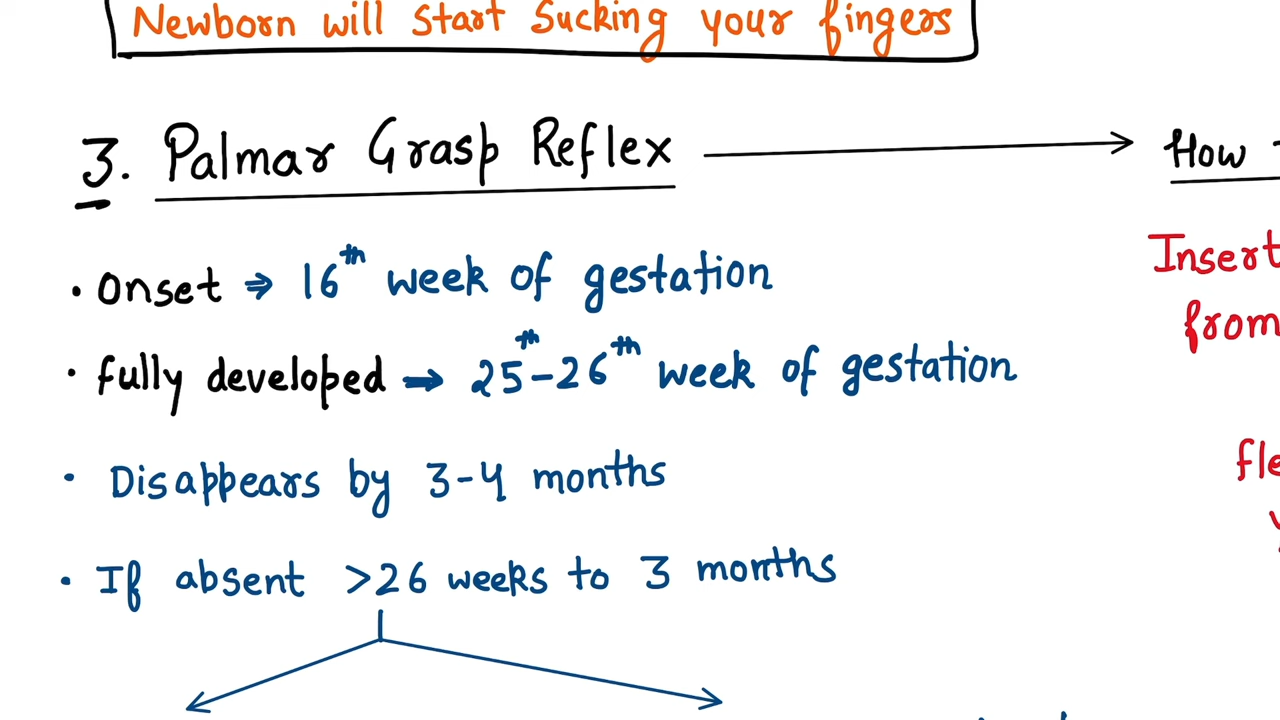 Newborn will start sucking your fingers
3. Palmar Grasp Reflex
How
• Onset ⇒ 16th week of gestation
Insert
from
• fully developed → 25th-26th week of gestation
• Disappears by 3-4 months
fle
• If absent >26 weeks to 3 months